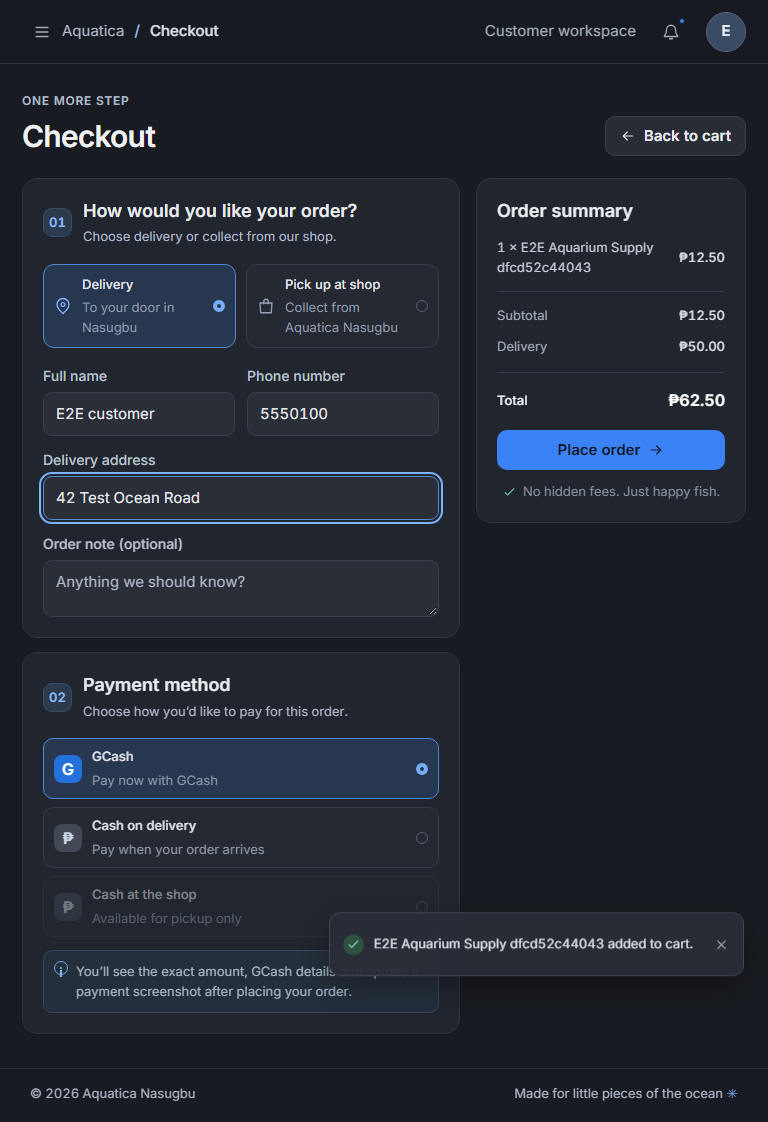 Aquatica / Checkout
Customer workspace
E
ONE MORE STEP
Checkout
← Back to cart
01
How would you like your order?
Choose delivery or collect from our shop.
Delivery
To your door in
Nasugbu
Pick up at shop
Collect from
Aquatica Nasugbu
Full name
Phone number
E2E customer
5550100
Delivery address
42 Test Ocean Road
Order note (optional)
Anything we should know?
Order summary
1 × E2E Aquarium Supply
dfcd52c44043
₱12.50
Subtotal
₱12.50
Delivery
₱50.00
Total
₱62.50
Place order →
No hidden fees. Just happy fish.
02
Payment method
Choose how you’d like to pay for this order.
G
GCash
Pay now with GCash
₱
Cash on delivery
Pay when your order arrives
₱
Cash at the shop
Available for pickup only
E2E Aquarium Supply dfcd52c44043 added to cart.
You’ll see the exact amount, GCash details and upload a
payment screenshot after placing your order.
© 2026 Aquatica Nasugbu
Made for little pieces of the ocean ✳